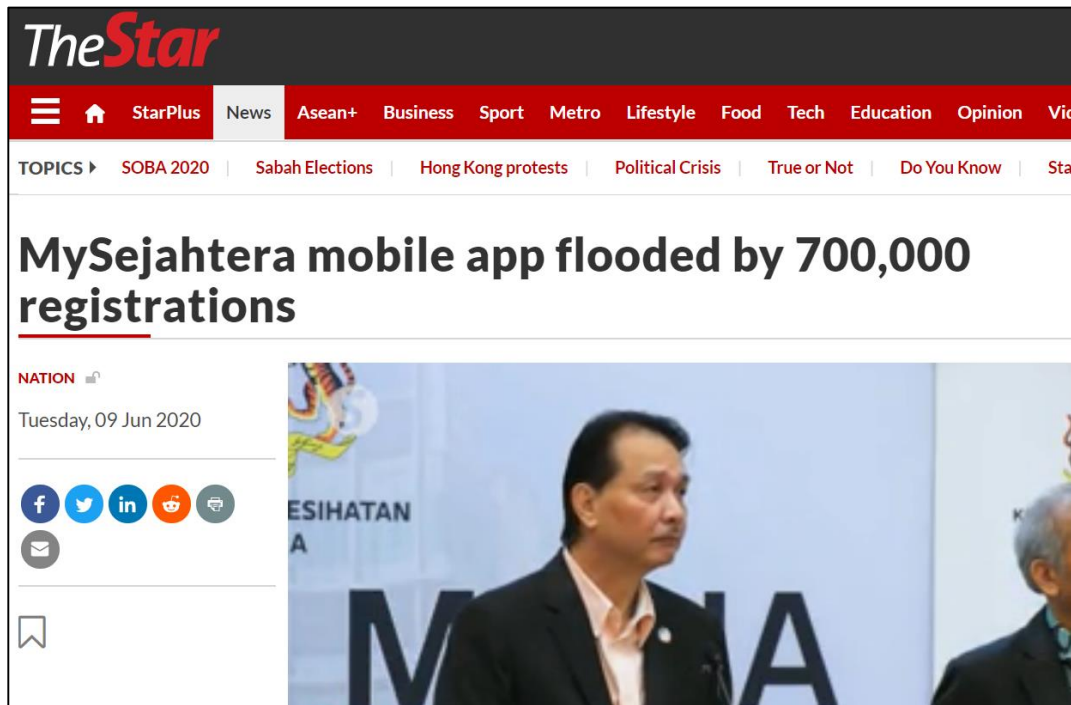 TheStar
StarPlus News Asean+ Business Sport Metro Lifestyle Food Tech Education Opinion
TOPICS SOBA 2020 Sabah Elections Hong Kong protests Political Crisis True or Not Do You Know
MySejahtera mobile app flooded by 700,000
registrations
NATION
Tuesday, 09 Jun 2020
f in
ESIHATAN
A